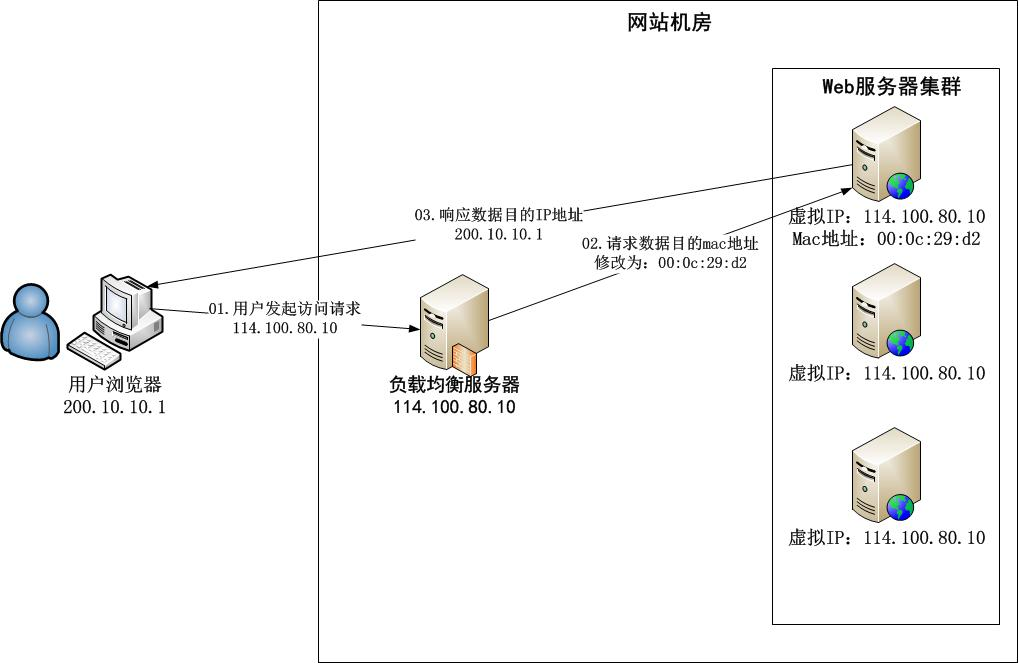 网站机房
Web服务器集群
虚拟IP：114.100.80.10
Mac地址：00:0c:29:d2
03.响应数据目的IP地址
200.10.10.1
02.请求数据目的mac地址
修改为：00:0c:29:d2
01.用户发起访问请求
114.100.80.10
用户浏览器
200.10.10.1
负载均衡服务器
114.100.80.10
虚拟IP：114.100.80.10
虚拟IP：114.100.80.10